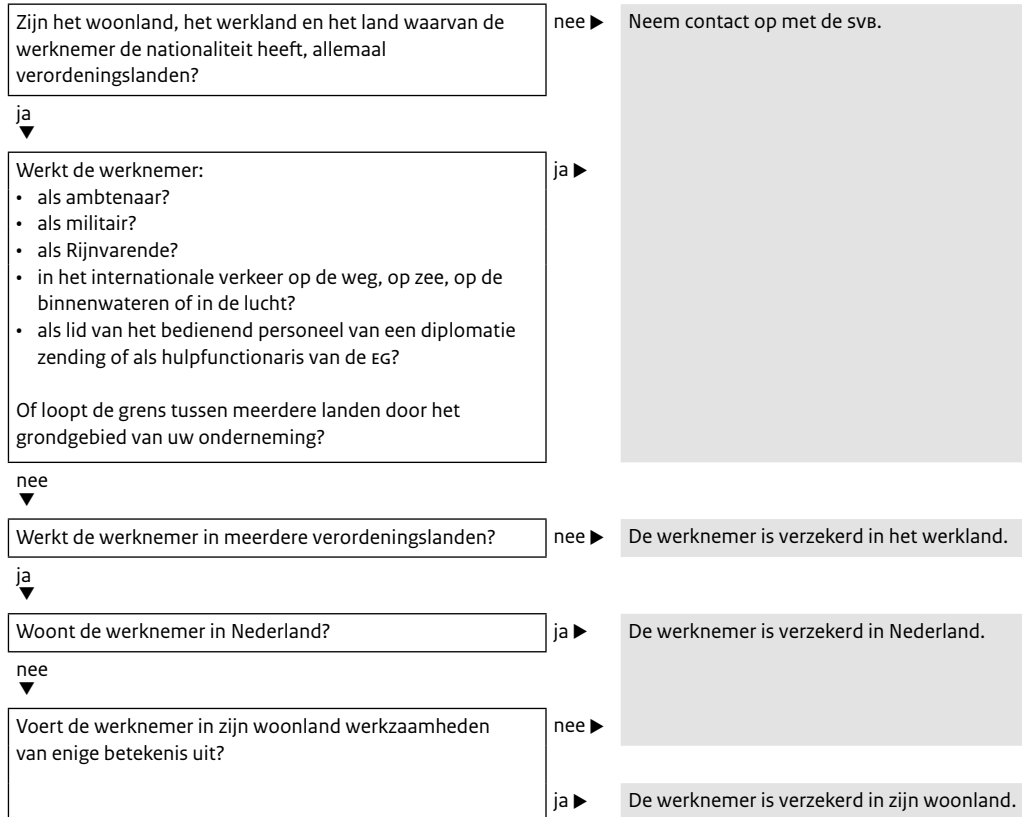 Zijn het woonland, het werkland en het land waarvan de
werknemer de nationaliteit heeft, allemaal
verordeningslanden?
nee ▶
Neem contact op met de SVB.
ja
▼
Werkt de werknemer:
• als ambtenaar?
• als militair?
• als Rijnvarende?
• in het internationale verkeer op de weg, op zee, op de
binnenwateren of in de lucht?
• als lid van het bedienend personeel van een diplomatie
zending of als hulpfunctionaris van de EG?
Of loopt de grens tussen meerdere landen door het
grondgebied van uw onderneming?
ja ▶
nee
▼
Werkt de werknemer in meerdere verordeningslanden?
nee ▶
De werknemer is verzekerd in het werkland.
ja
▼
Woont de werknemer in Nederland?
ja ▶
De werknemer is verzekerd in Nederland.
nee
▼
Voert de werknemer in zijn woonland werkzaamheden
van enige betekenis uit?
nee ▶
ja ▶
De werknemer is verzekerd in zijn woonland.